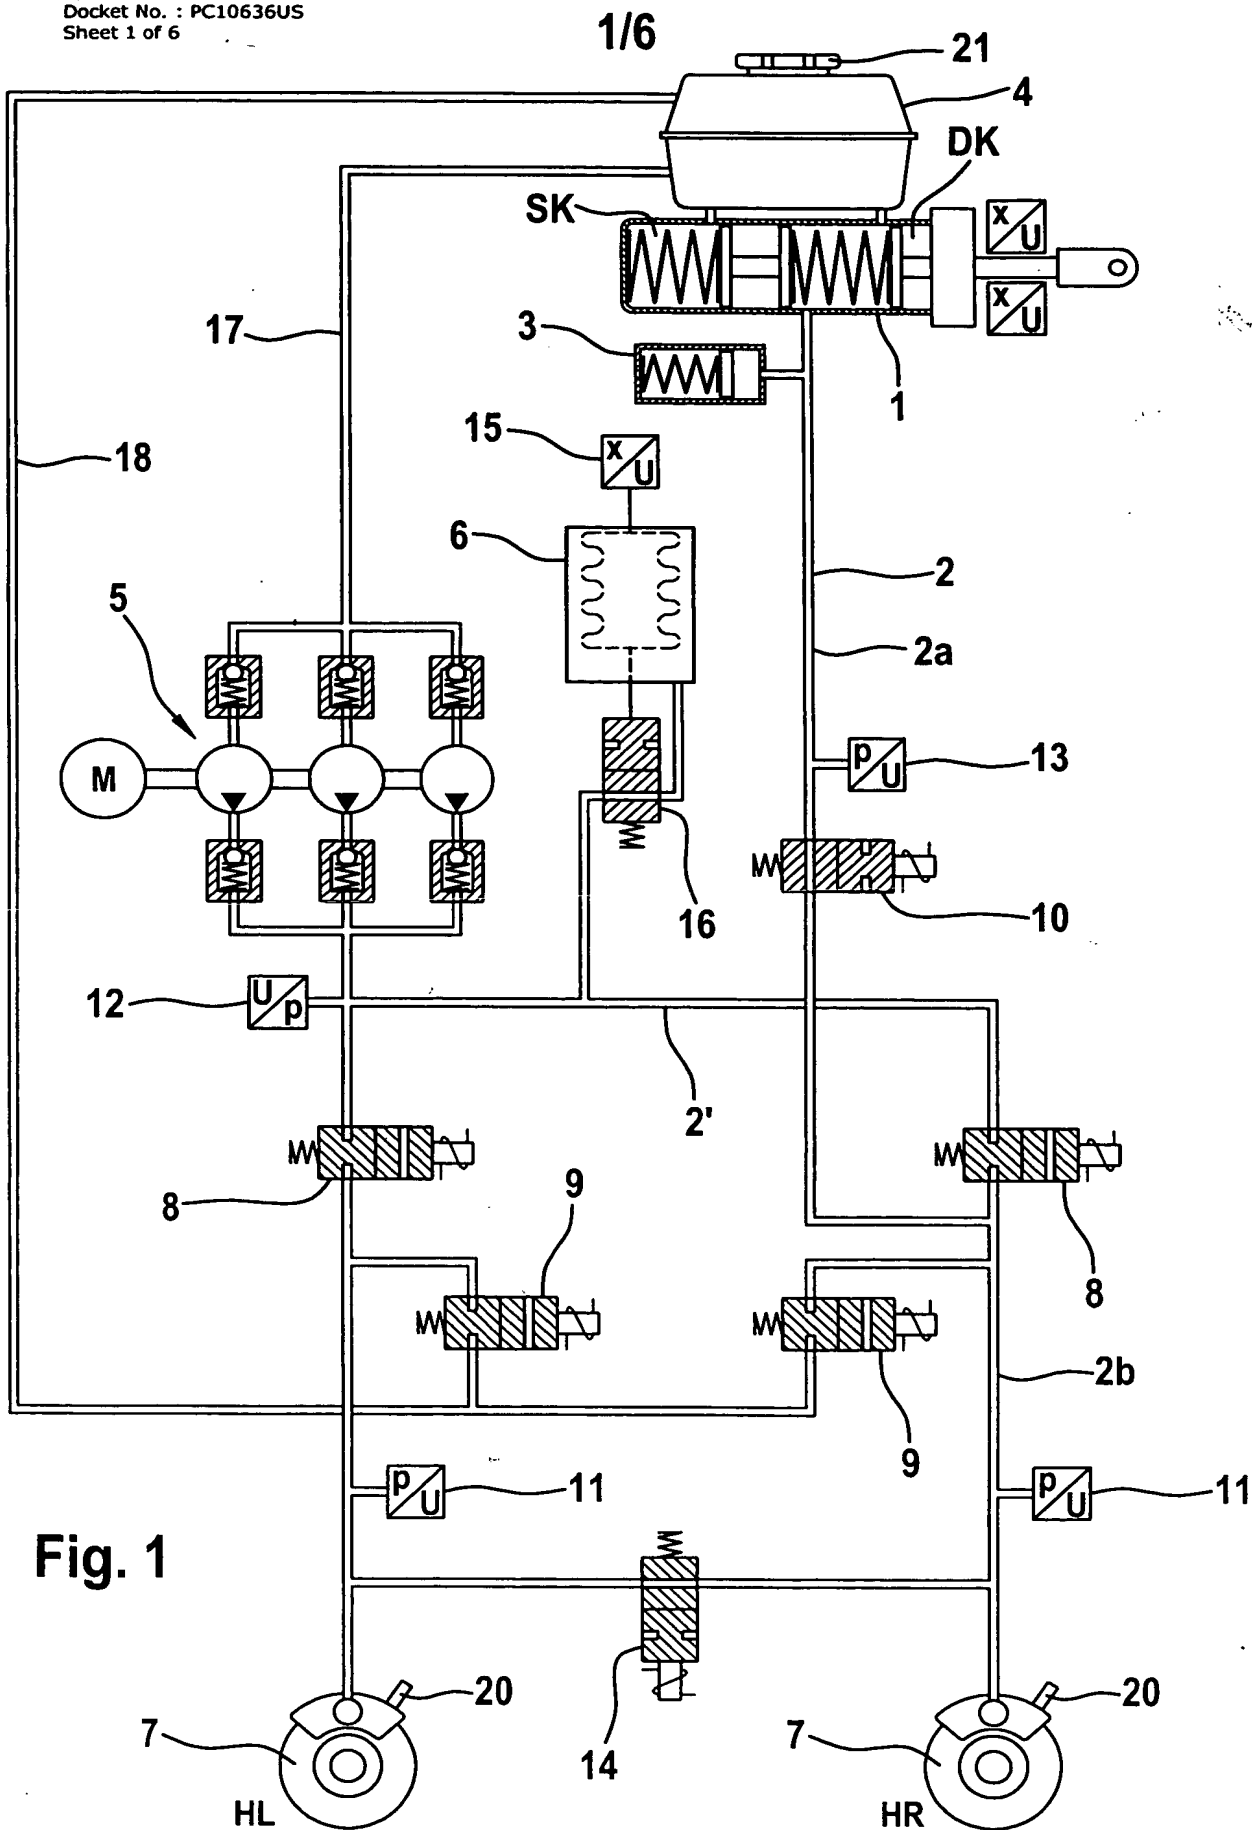 Docket No. : PC10636US
Sheet 1 of 6
1/6
21
4
DK
SK
x
U
x
U
17
3
1
15
x
U
18
6
2
5
2a
p
U
13
M
16
10
12
U
p
2'
8
9
8
2b
9
p
U
11
p
U
11
Fig. 1
20
20
7
14
7
HL
HR